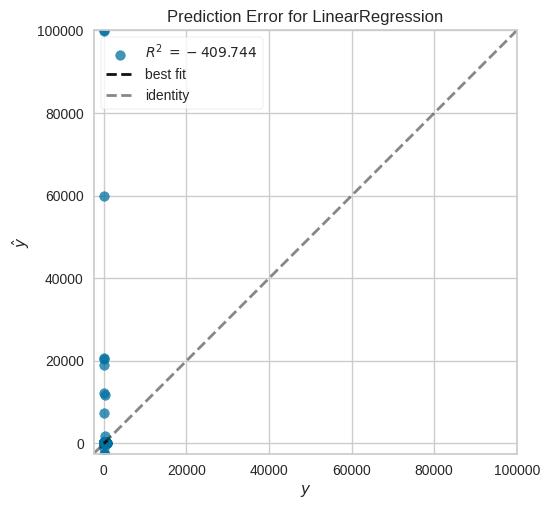 Prediction Error for LinearRegression
R² = − 409.744
best fit
identity
100000
80000
60000
40000
20000
0
ŷ
0 20000 40000 60000 80000 100000
y